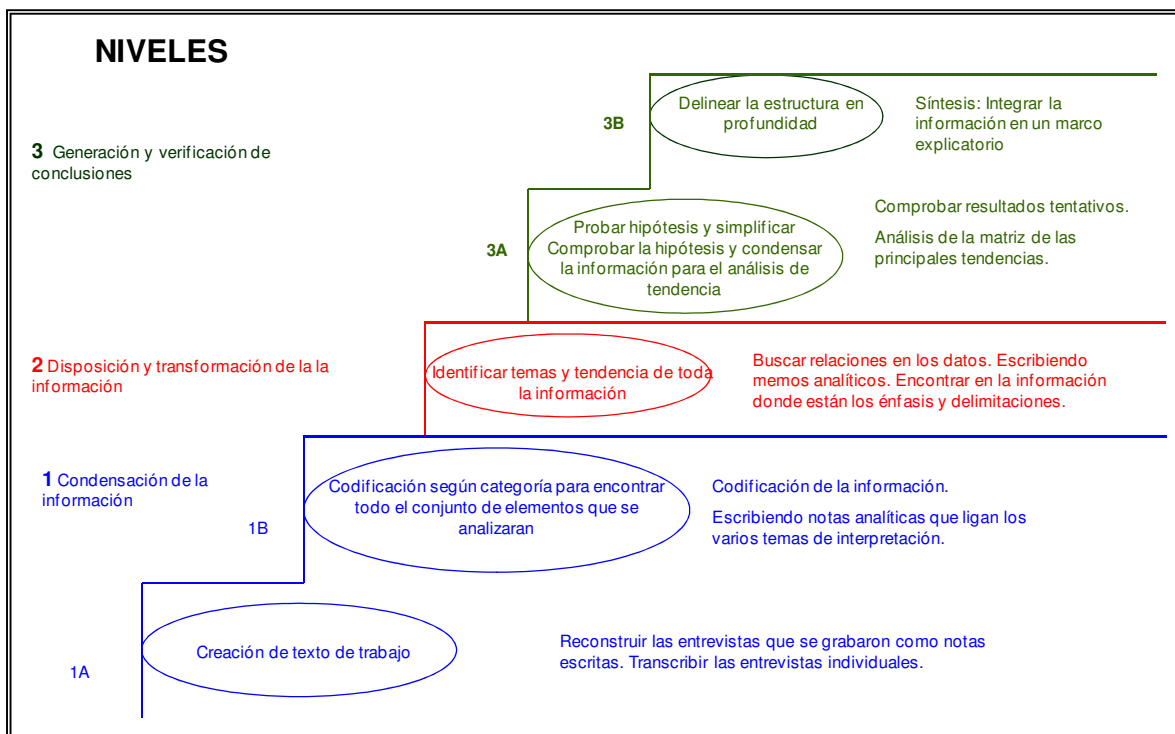 NIVELES
3B
Delinear la estructura en
profundidad
Síntesis: Integrar la
información en un marco
explicatorio
3 Generación y verificación de
conclusiones
3A
Probar hipótesis y simplificar
Comprobar la hipótesis y condensar
la información para el análisis de
tendencia
Comprobar resultados tentativos.
Análisis de la matriz de las
principales tendencias.
2 Disposición y transformación de la la
información
Identificar temas y tendencia de toda
la información
Buscar relaciones en los datos. Escribiendo
memos analíticos. Encontrar en la información
donde están los énfasis y delimitaciones.
1 Condensación de la
información
1B
Codificación según categoría para encontrar
todo el conjunto de elementos que se
analizaran
Codificación de la información.
Escribiendo notas analíticas que ligan los
varios temas de interpretación.
1A
Creación de texto de trabajo
Reconstruir las entrevistas que se grabaron como notas
escritas. Transcribir las entrevistas individuales.